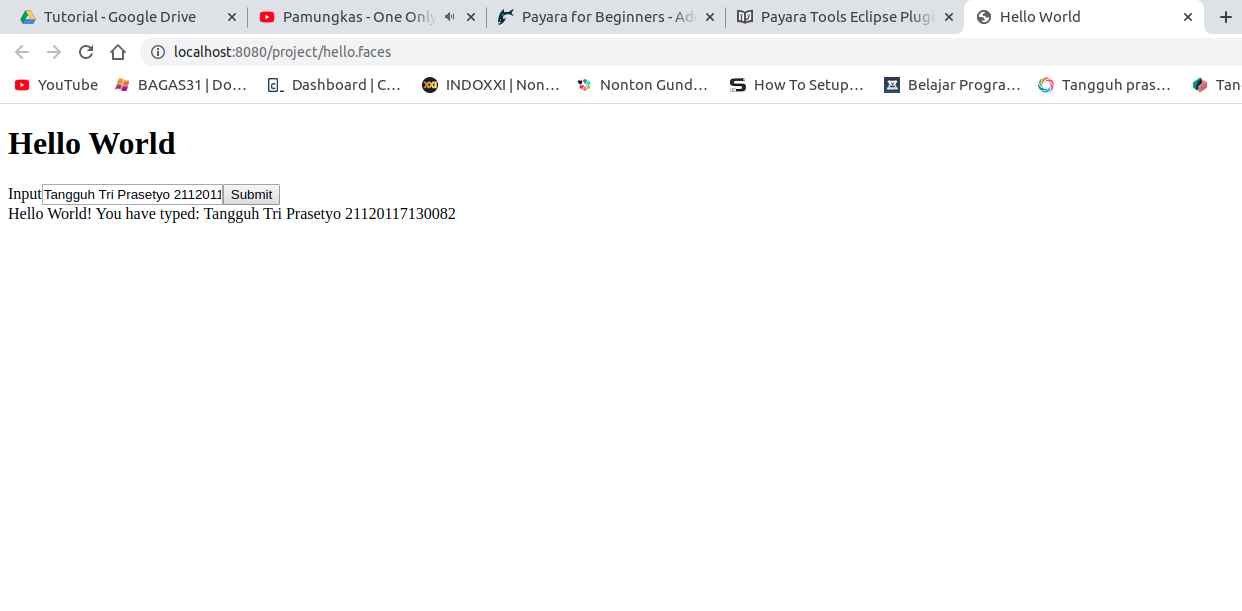 Tutorial - Google Drive
Pamungkas - One Only
Payara for Beginners - Ad
Payara Tools Eclipse Plugi
Hello World
localhost:8080/project/hello.faces
YouTube
BAGAS31 | Do…
Dashboard | C…
INDOXXI | Non…
Nonton Gund…
How To Setup…
Belajar Progra…
Tangguh pras…
Tan
Hello World
Input Tangguh Tri Prasetyo 2112011 Submit
Hello World! You have typed: Tangguh Tri Prasetyo 21120117130082